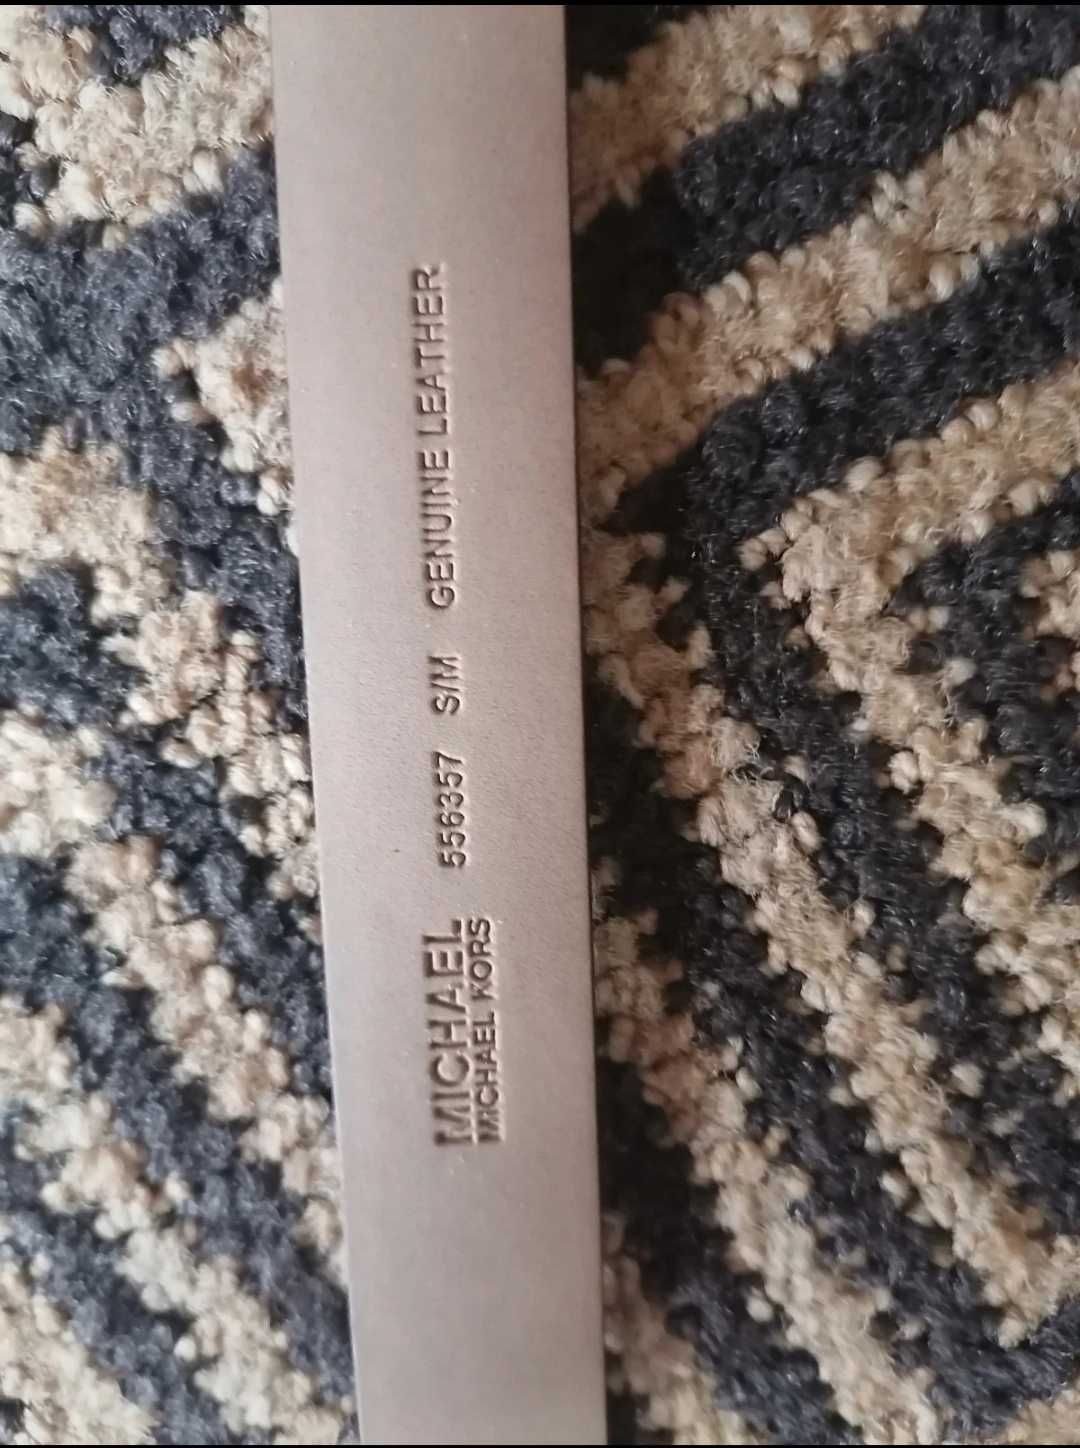 MICHAEL
MICHAEL KORS
556357 S/M GENUINE LEATHER